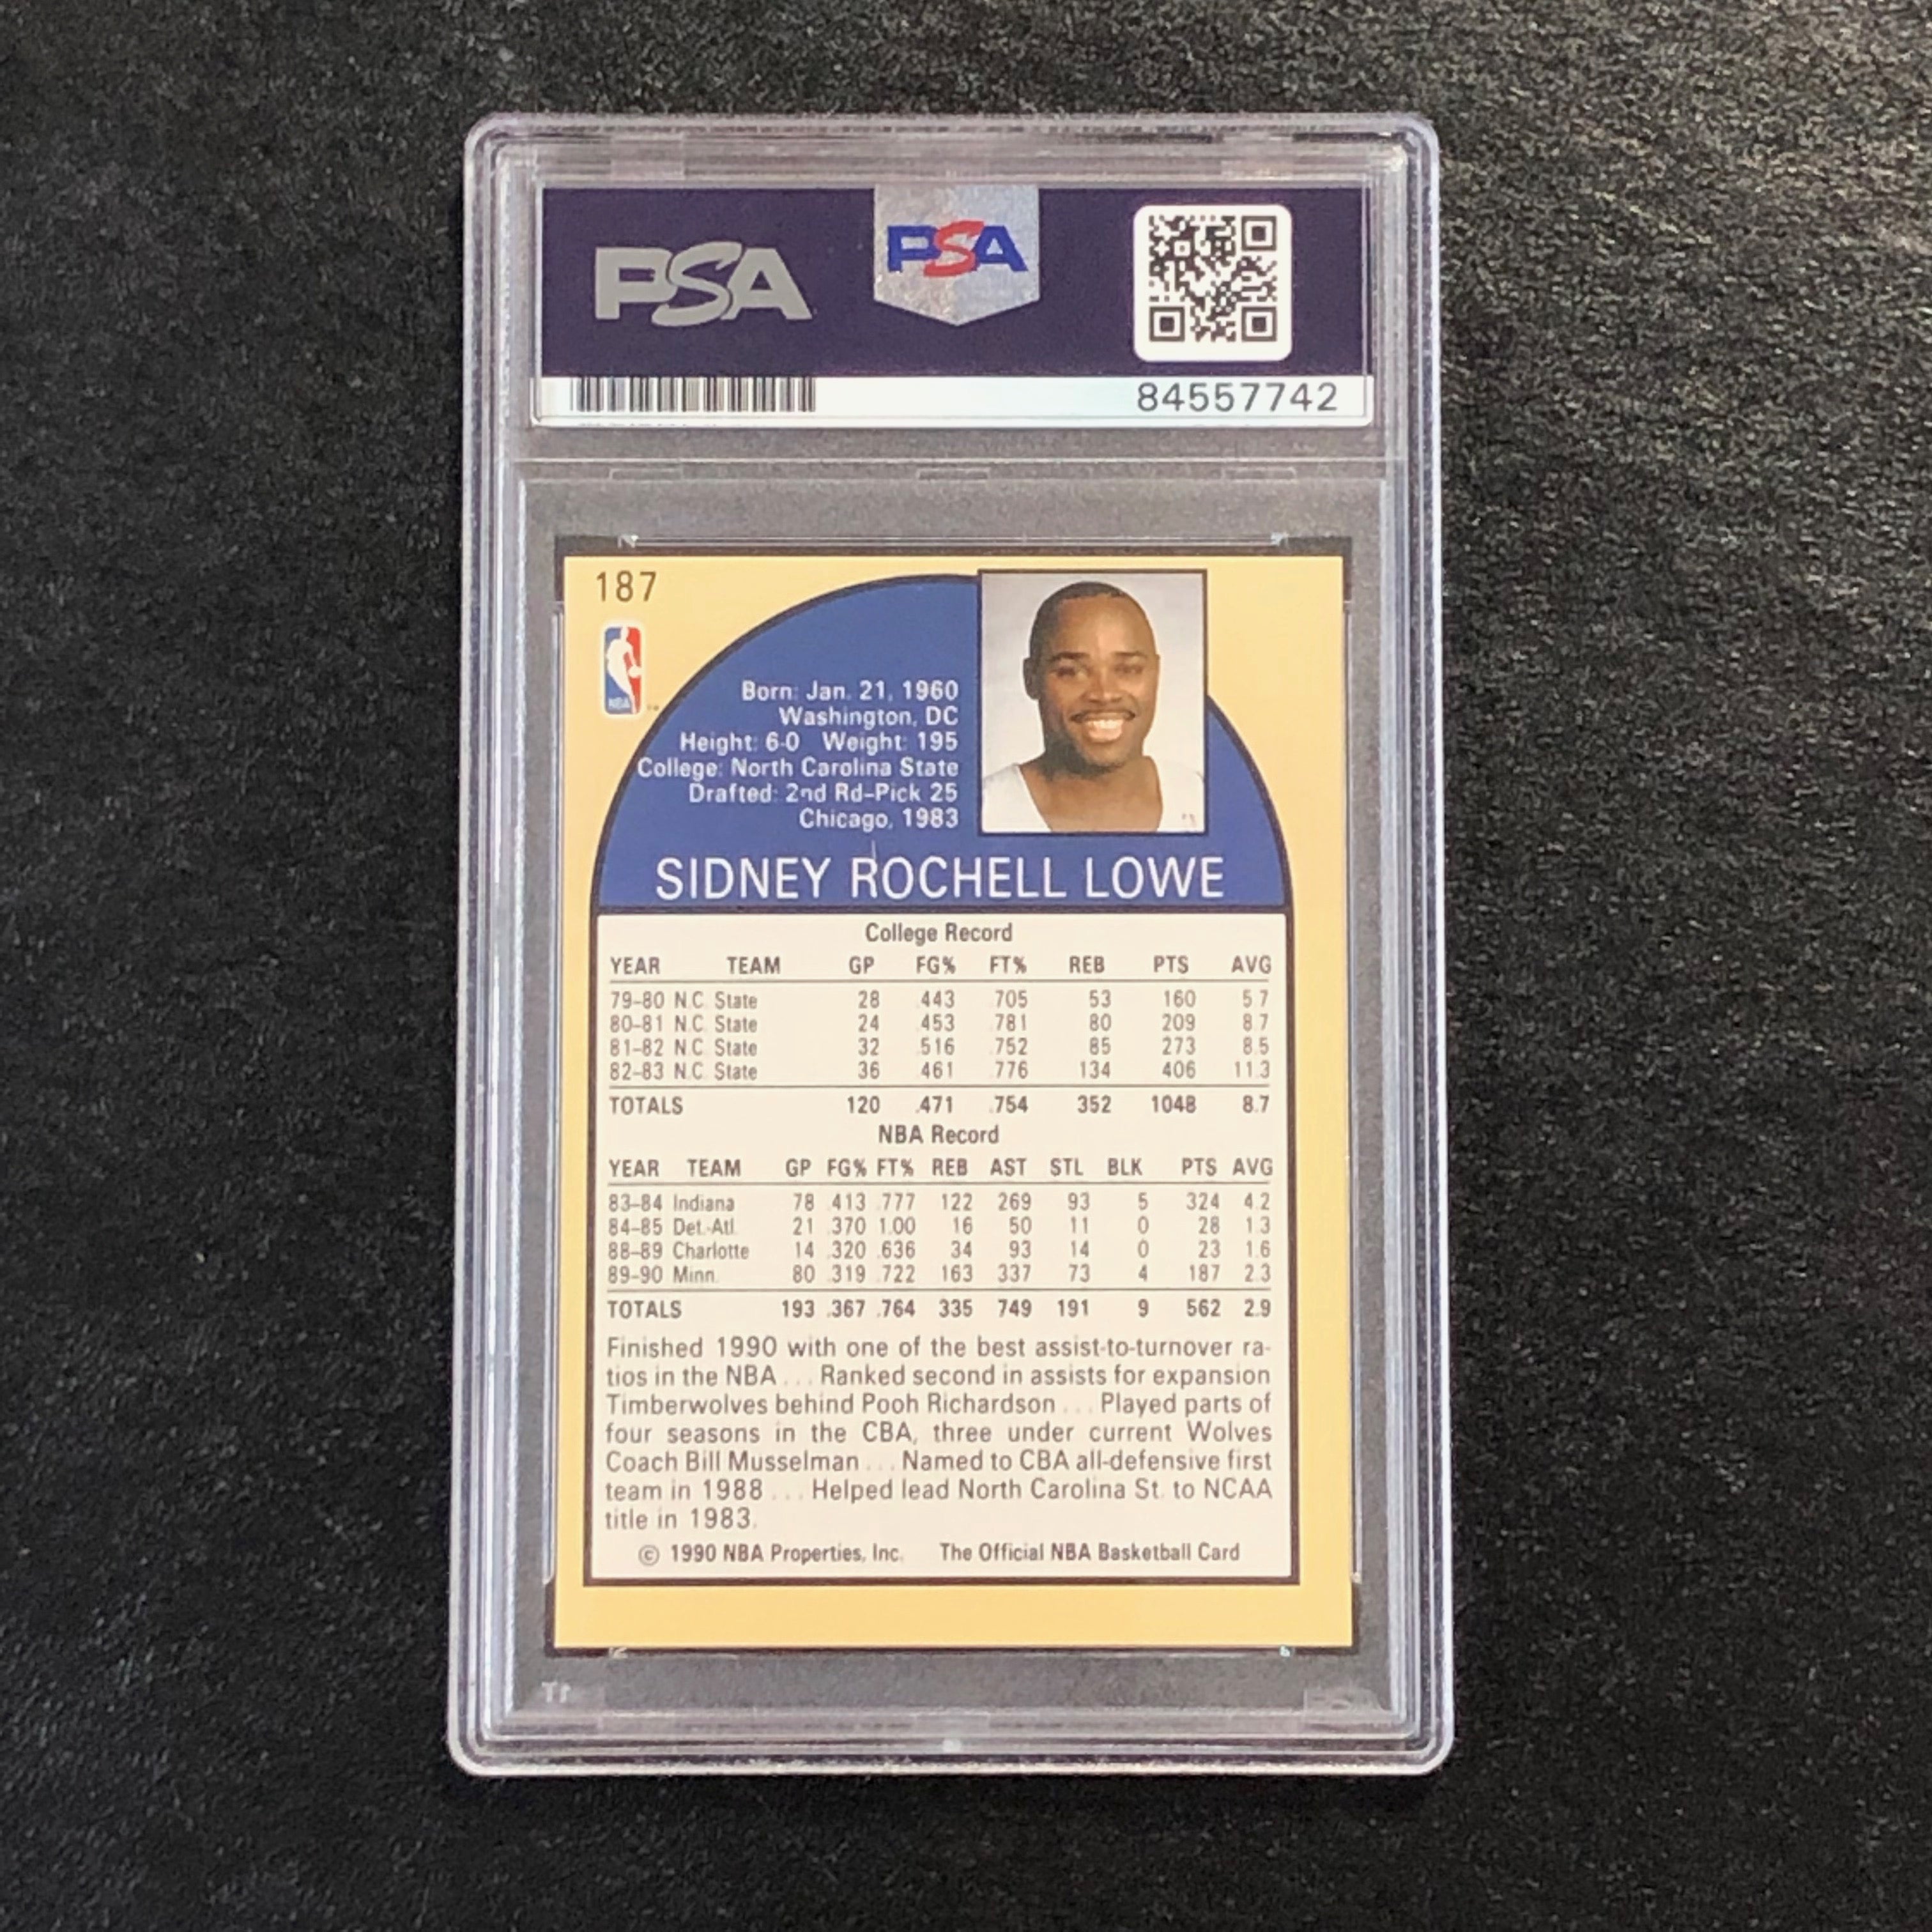 PSA
PSA
84557742
187
NBA
Born: Jan. 21, 1960
Washington, DC
Height: 6-0 Weight: 195
College: North Carolina State
Drafted: 2nd Rd-Pick 25
Chicago, 1983
SIDNEY ROCHELL LOWE
College Record
YEAR TEAM GP FG% FT% REB PTS AVG
79-80 N.C. State 28 .443 .705 53 160 5.7
80-81 N.C. State 24 .453 .781 80 209 8.7
81-82 N.C. State 32 .516 .752 85 273 8.5
82-83 N.C. State 36 .461 .776 134 406 11.3
TOTALS 120 .471 .754 352 1048 8.7
NBA Record
YEAR TEAM GP FG% FT% REB AST STL BLK PTS AVG
83-84 Indiana 78 .413 .777 122 269 93 5 324 4.2
84-85 Det.-Atl. 21 .370 1.00 16 50 11 0 28 1.3
88-89 Charlotte 14 .320 .636 34 93 14 0 23 1.6
89-90 Minn. 80 .319 .722 163 337 73 4 187 2.3
TOTALS 193 .367 .764 335 749 191 9 562 2.9
Finished 1990 with one of the best assist-to-turnover ra-
tios in the NBA . . . Ranked second in assists for expansion
Timberwolves behind Pooh Richardson . . . Played parts of
four seasons in the CBA, three under current Wolves
Coach Bill Musselman . . . Named to CBA all-defensive first
team in 1988 . . . Helped lead North Carolina St. to NCAA
title in 1983.
© 1990 NBA Properties, Inc. The Official NBA Basketball Card